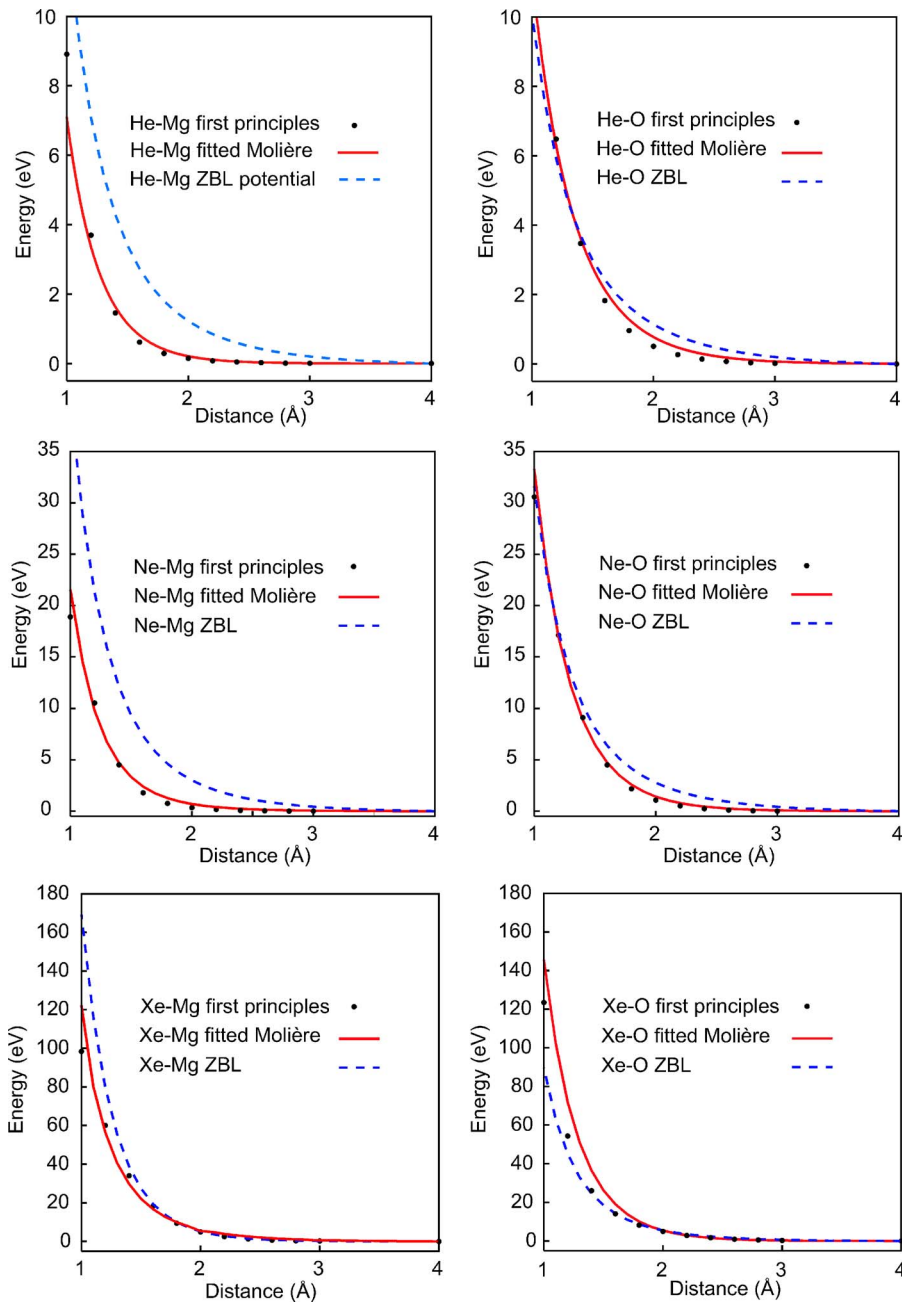 10
8
6
4
2
0
Energy (eV)
He-Mg first principles
He-Mg fitted Molière
He-Mg ZBL potential
1 2 3 4
Distance (Å)
10
8
6
4
2
0
Energy (eV)
He-O first principles
He-O fitted Molière
He-O ZBL
1 2 3 4
Distance (Å)
35
30
25
20
15
10
5
0
Energy (eV)
Ne-Mg first principles
Ne-Mg fitted Molière
Ne-Mg ZBL
1 2 3 4
Distance (Å)
35
30
25
20
15
10
5
0
Energy (eV)
Ne-O first principles
Ne-O fitted Molière
Ne-O ZBL
1 2 3 4
Distance (Å)
180
160
140
120
100
80
60
40
20
0
Energy (eV)
Xe-Mg first principles
Xe-Mg fitted Molière
Xe-Mg ZBL
1 2 3 4
Distance (Å)
180
160
140
120
100
80
60
40
20
0
Energy (eV)
Xe-O first principles
Xe-O fitted Molière
Xe-O ZBL
1 2 3 4
Distance (Å)